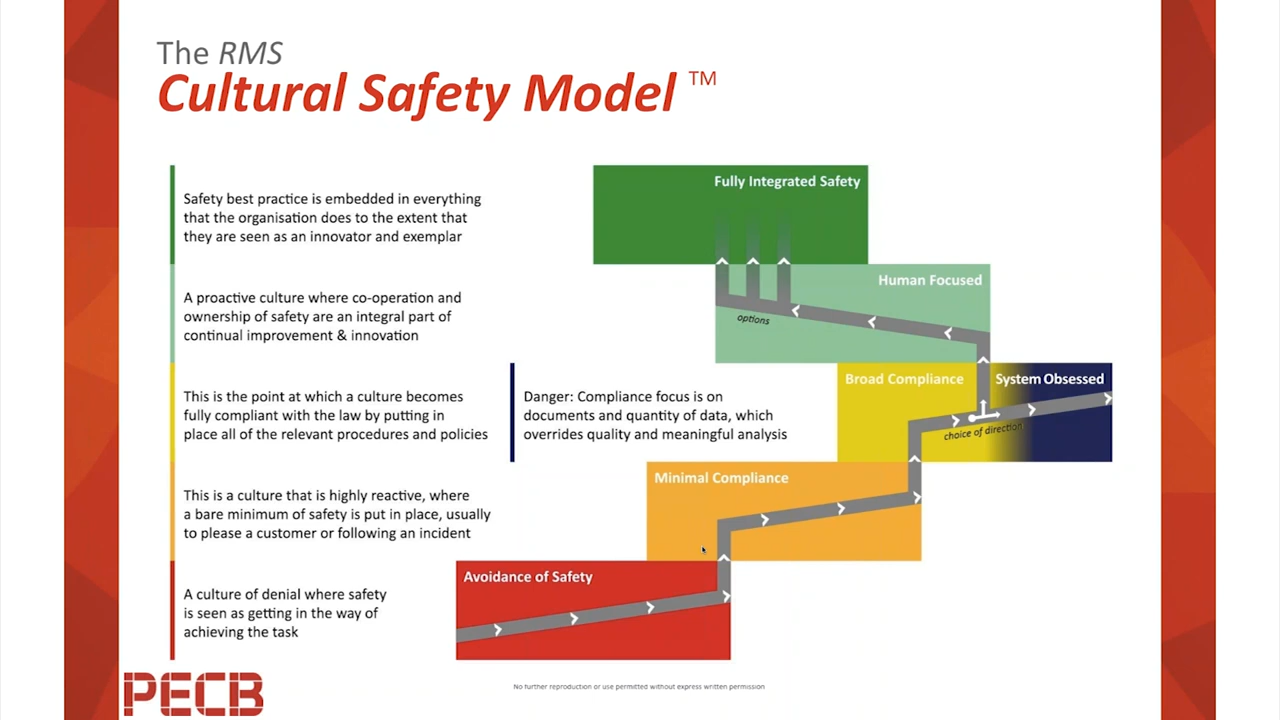 The RMS
Cultural Safety Model ™
Safety best practice is embedded in everything
that the organisation does to the extent that
they are seen as an innovator and exemplar
Fully Integrated Safety
A proactive culture where co-operation and
ownership of safety are an integral part of
continual improvement & innovation
Human Focused
options
This is the point at which a culture becomes
fully compliant with the law by putting in
place all of the relevant procedures and policies
Danger: Compliance focus is on
documents and quantity of data, which
overrides quality and meaningful analysis
Broad Compliance
System Obsessed
choice of direction
This is a culture that is highly reactive, where
a bare minimum of safety is put in place, usually
to please a customer or following an incident
Minimal Compliance
A culture of denial where safety
is seen as getting in the way of
achieving the task
Avoidance of Safety
PECB
No further reproduction or use permitted without express written permission